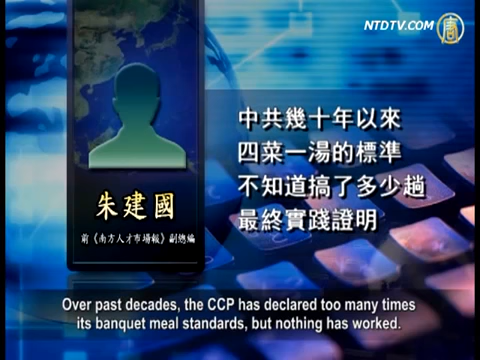 NTDTV.COM
唐
中共幾十年以來
四菜一湯的標準
不知道搞了多少趟
最終實踐證明
朱建國
前《南方人才市場報》副總編
Over past decades, the CCP has declared too many times
its banquet meal standards, but nothing has worked.